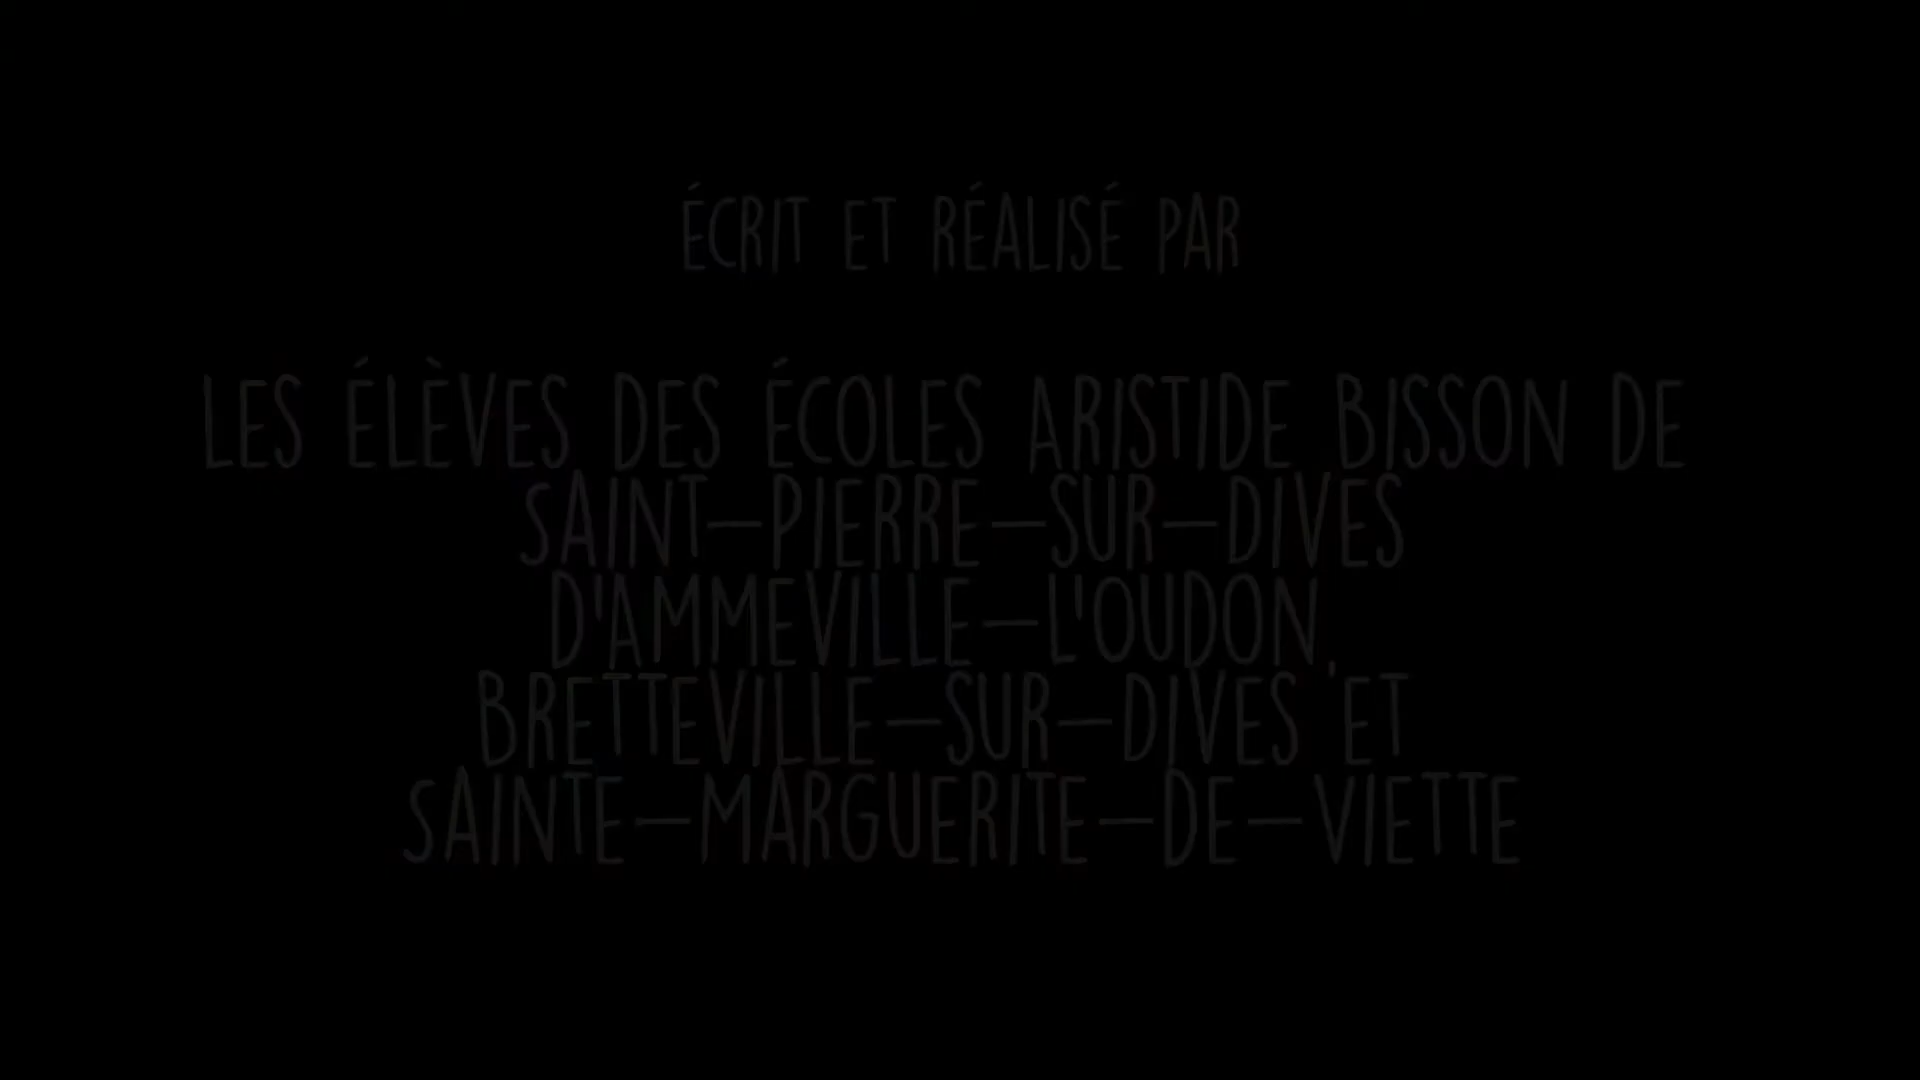 ÉCRIT ET RÉALISÉ PAR
LES ÉLÈVES DES ÉCOLES ARISTIDE BISSON DE
SAINT-PIERRE-SUR-DIVES
D'AMMEVILLE-L'OUDON,
BRETTEVILLE-SUR-DIVES ET
SAINTE-MARGUERITE-DE-VIETTE